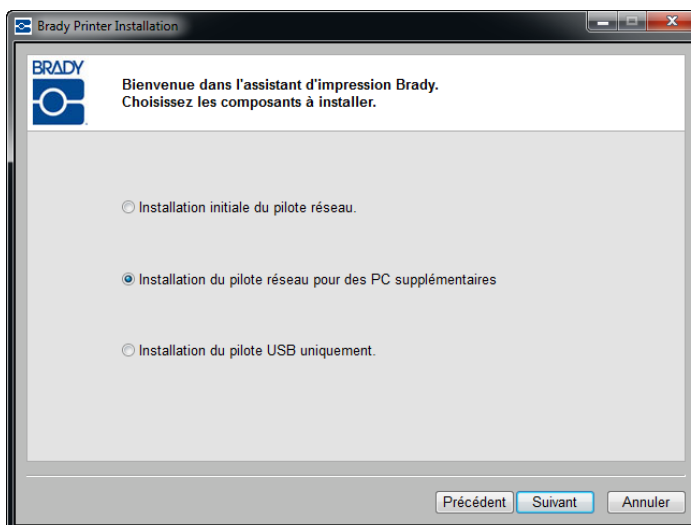 Brady Printer Installation
BRADY
Bienvenue dans l'assistant d'impression Brady.
Choisissez les composants à installer.
Installation initiale du pilote réseau.
Installation du pilote réseau pour des PC supplémentaires
Installation du pilote USB uniquement.
Précédent Suivant Annuler